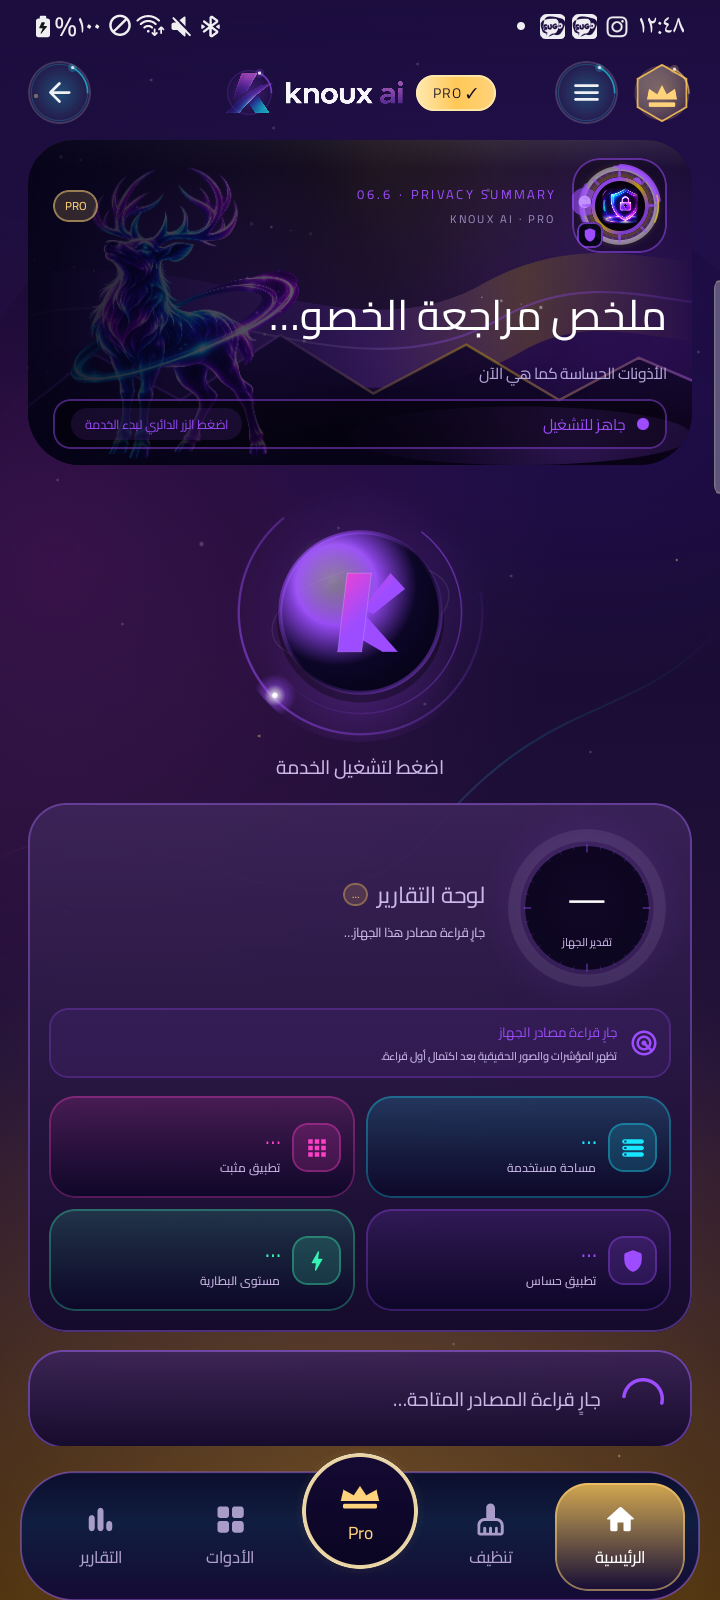 ١٢:٤٨
%١٠٠
knoux ai
PRO ✓
06.6 · PRIVACY SUMMARY
KNOUX AI · PRO
PRO
ملخص مراجعة الخصو...
الأذونات الحساسة كما هي الآن
جاهز للتشغيل
اضغط الزر الدائري لبدء الخدمة
اضغط لتشغيل الخدمة
لوحة التقارير
...
جارٍ قراءة مصادر هذا الجهاز...
—
تقدير الجهاز
جارٍ قراءة مصادر الجهاز
تظهر المؤشرات والصور الحقيقية بعد اكتمال أول قراءة.
...
مساحة مستخدمة
...
تطبيق مثبت
...
تطبيق حساس
...
مستوى البطارية
جارٍ قراءة المصادر المتاحة...
الرئيسية
تنظيف
Pro
الأدوات
التقارير